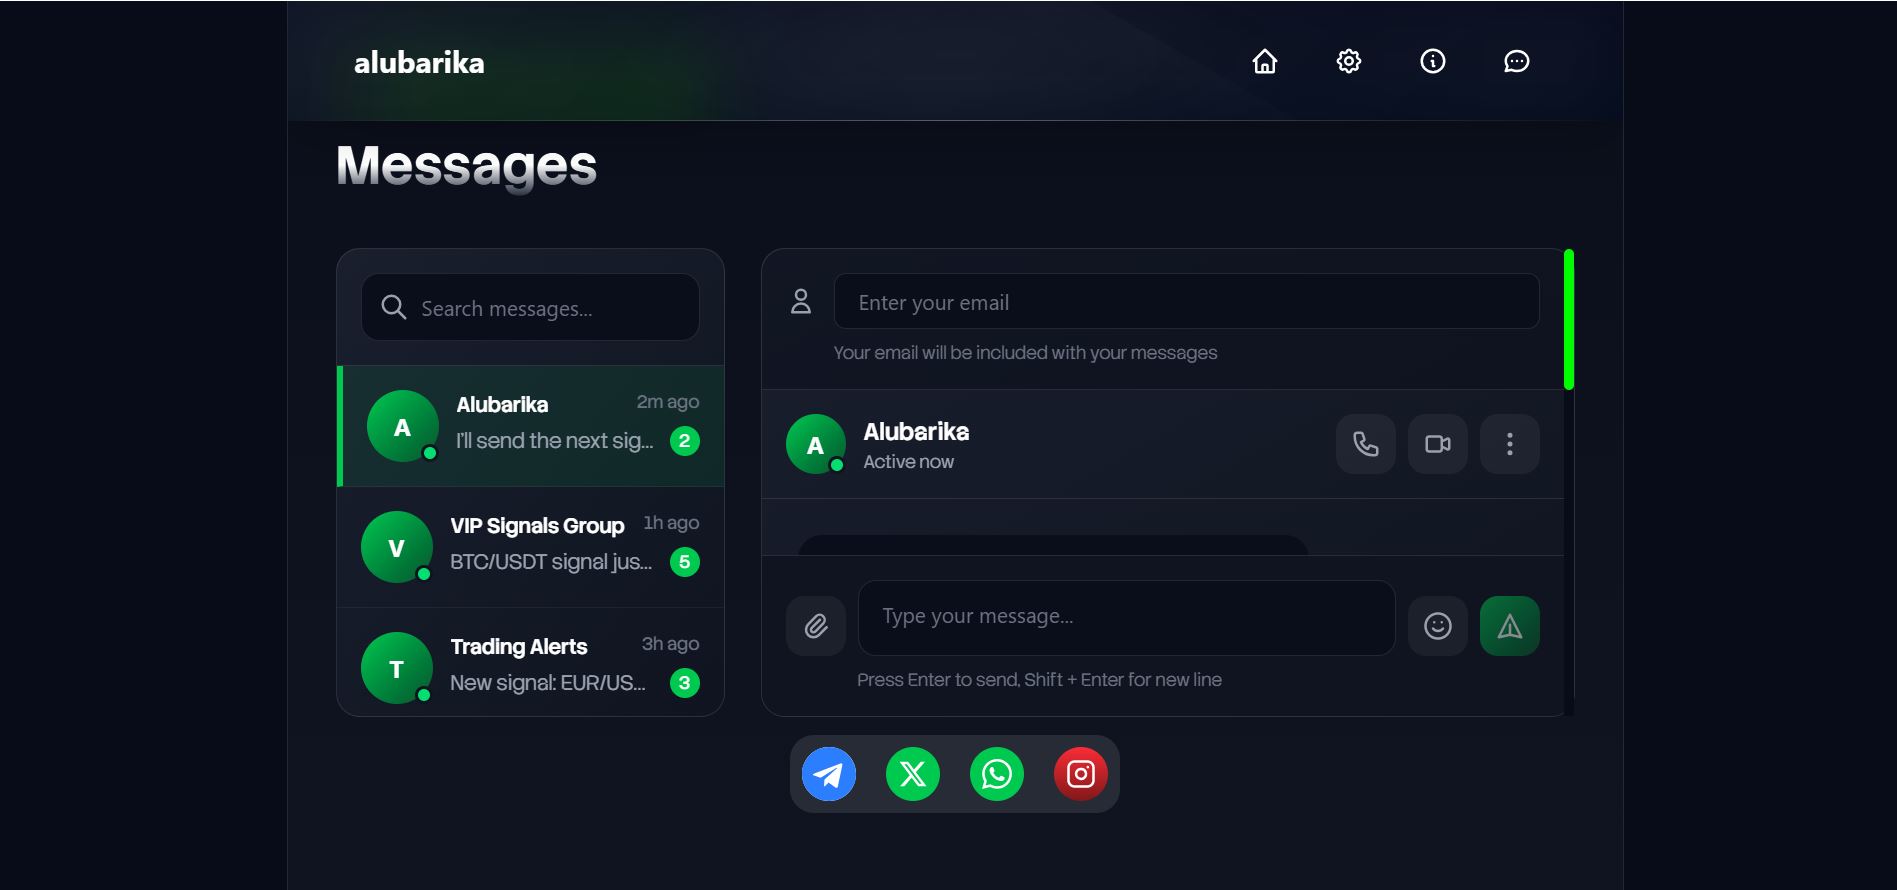 alubarika
Messages
Search messages...
A
Alubarika
2m ago
I'll send the next sig...
2
V
VIP Signals Group
1h ago
BTC/USDT signal jus...
5
T
Trading Alerts
3h ago
New signal: EUR/US...
3
Enter your email
Your email will be included with your messages
A
Alubarika
Active now
Type your message...
Press Enter to send, Shift + Enter for new line